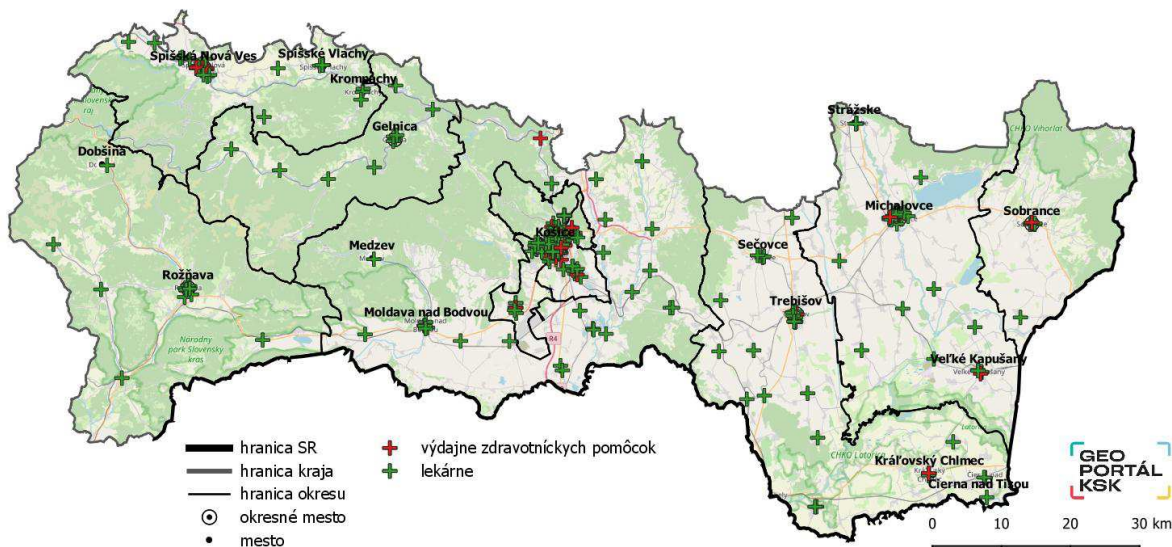 Spišská Nová Ves
Spišské Vlachy
Krompachy
Strážske
CHKO Vihorlat
Gelnica
Dobšiná
Michalovce
Sobrance
Košice
Sečovce
Medzev
Rožňava
Trebišov
Moldava nad Bodvou
R4
Národný
park Slovenský
kras
Veľké Kapušany
CHKO Latorica
Kráľovský Chlmec
Čierna nad Tisou
hranica SR
hranica kraja
hranica okresu
okresné mesto
mesto
výdajne zdravotníckych pomôcok
lekárne
GEO
PORTÁL
KSK
0 10 20 30 km